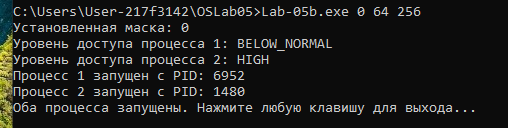 C:\Users\User-217f3142\OSLab05>Lab-05b.exe 0 64 256
Установленная маска: 0
Уровень доступа процесса 1: BELOW_NORMAL
Уровень доступа процесса 2: HIGH
Процесс 1 запущен с PID: 6952
Процесс 2 запущен с PID: 1480
Оба процесса запущены. Нажмите любую клавишу для выхода...